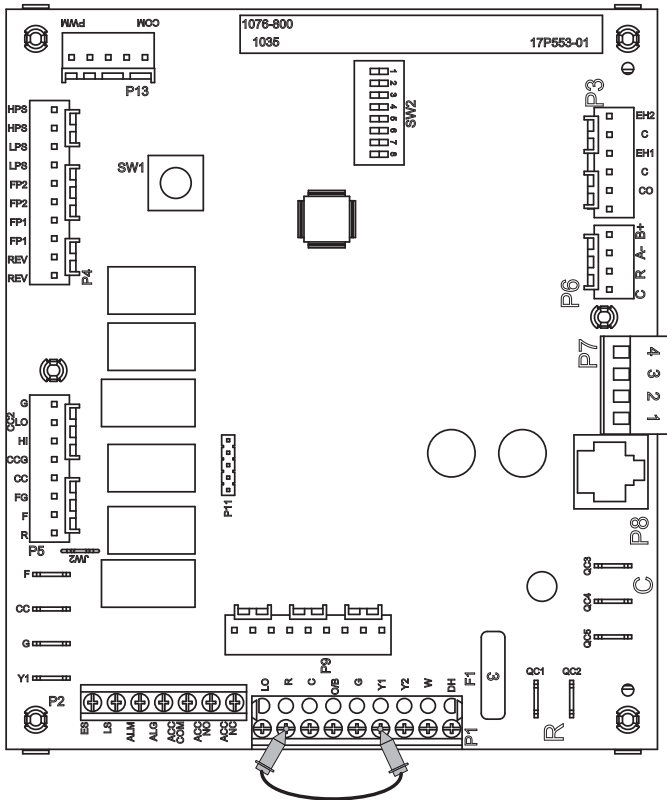 1076-800
1035
17P553-01
PWM
COM
P13
HPS
HPS
LPS
LPS
FP2
FP2
FP1
FP1
REV
REV
P4
SW1
1
2
3
4
5
6
7
8
SW2
P3
EH2
C
EH1
C
CO
B+
A-
R
C
P6
P7
4
3
2
1
P8
G
CC2
LO
HI
CCG
CC
FG
F
R
P5
JW2
P11
F
CC
G
Y1
P2
ES
LS
ALM
ALG
ACC COM
ACC NO
ACC NC
P9
LO
R
C
O/B
G
Y1
Y2
W
DH
P1
F1
3
QC3
QC4
QC5
C
QC1
QC2
R